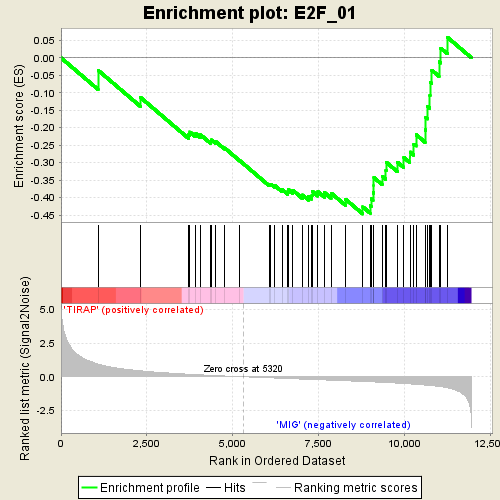 Enrichment plot: E2F_01
Enrichment score (ES)
0.05
0.00
-0.05
-0.10
-0.15
-0.20
-0.25
-0.30
-0.35
-0.40
-0.45
'TIRAP' (positively correlated)
Ranked list metric (Signal2Noise)
5.0
2.5
0.0
-2.5
Zero cross at 5320
'MIG' (negatively correlated)
0
2,500
5,000
7,500
10,000
12,500
Rank in Ordered Dataset
Enrichment profile
Hits
Ranking metric scores